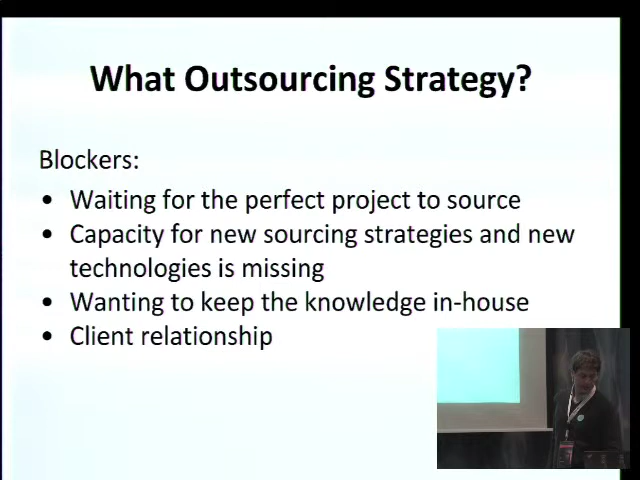 What Outsourcing Strategy?
Blockers:
• Waiting for the perfect project to source
• Capacity for new sourcing strategies and new
technologies is missing
• Wanting to keep the knowledge in-house
• Client relationship